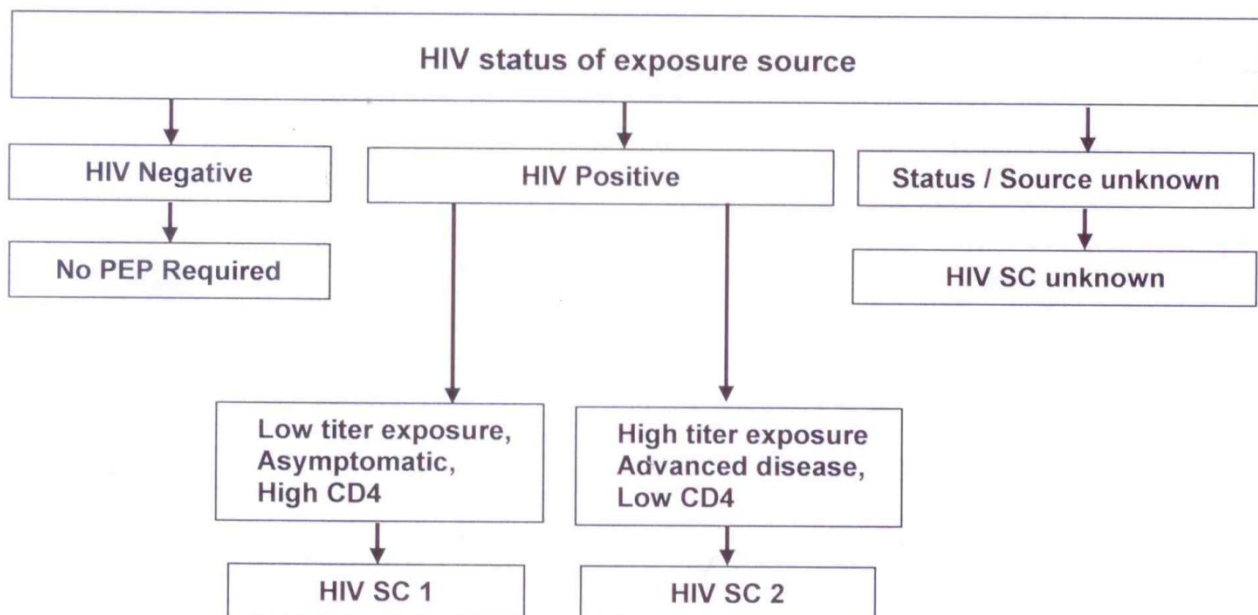 HIV status of exposure source
HIV Negative
HIV Positive
Status / Source unknown
No PEP Required
HIV SC unknown
Low titer exposure,
Asymptomatic,
High CD4
High titer exposure
Advanced disease,
Low CD4
HIV SC 1
HIV SC 2